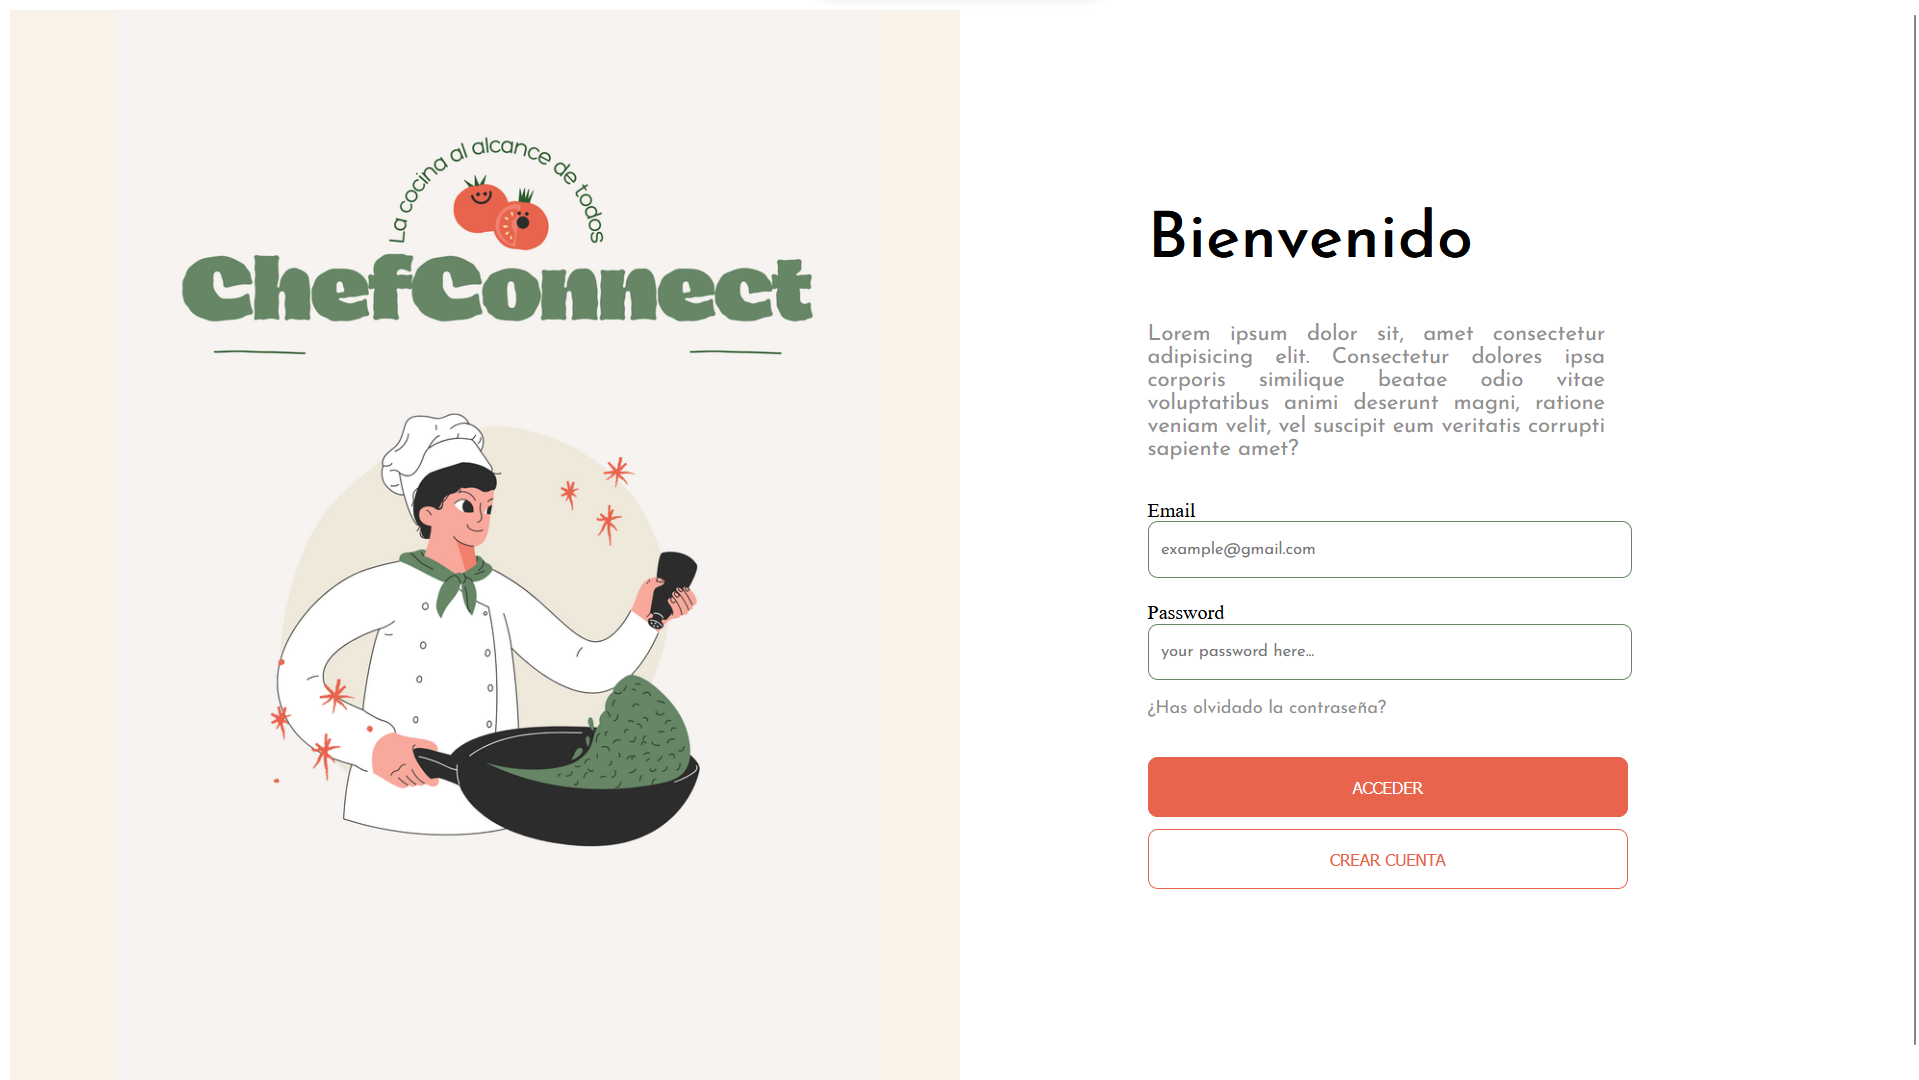 La cocina al alcance de todos
ChefConnect
Bienvenido
Lorem ipsum dolor sit, amet consectetur
adipisicing elit. Consectetur dolores ipsa
corporis similique beatae odio vitae
voluptatibus animi deserunt magni, ratione
veniam velit, vel suscipit eum veritatis corrupti
sapiente amet?
Email
example@gmail.com
Password
your password here...
¿Has olvidado la contraseña?
ACCEDER
CREAR CUENTA